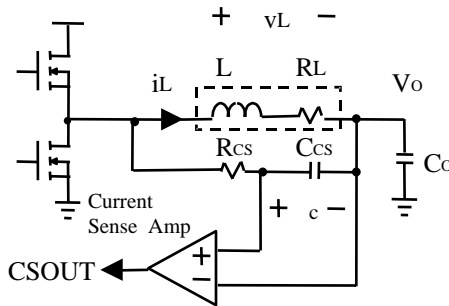 + vL −
iL L RL VO
RCS CCS CO
+ c −
Current
Sense Amp
+
CSOUT
−